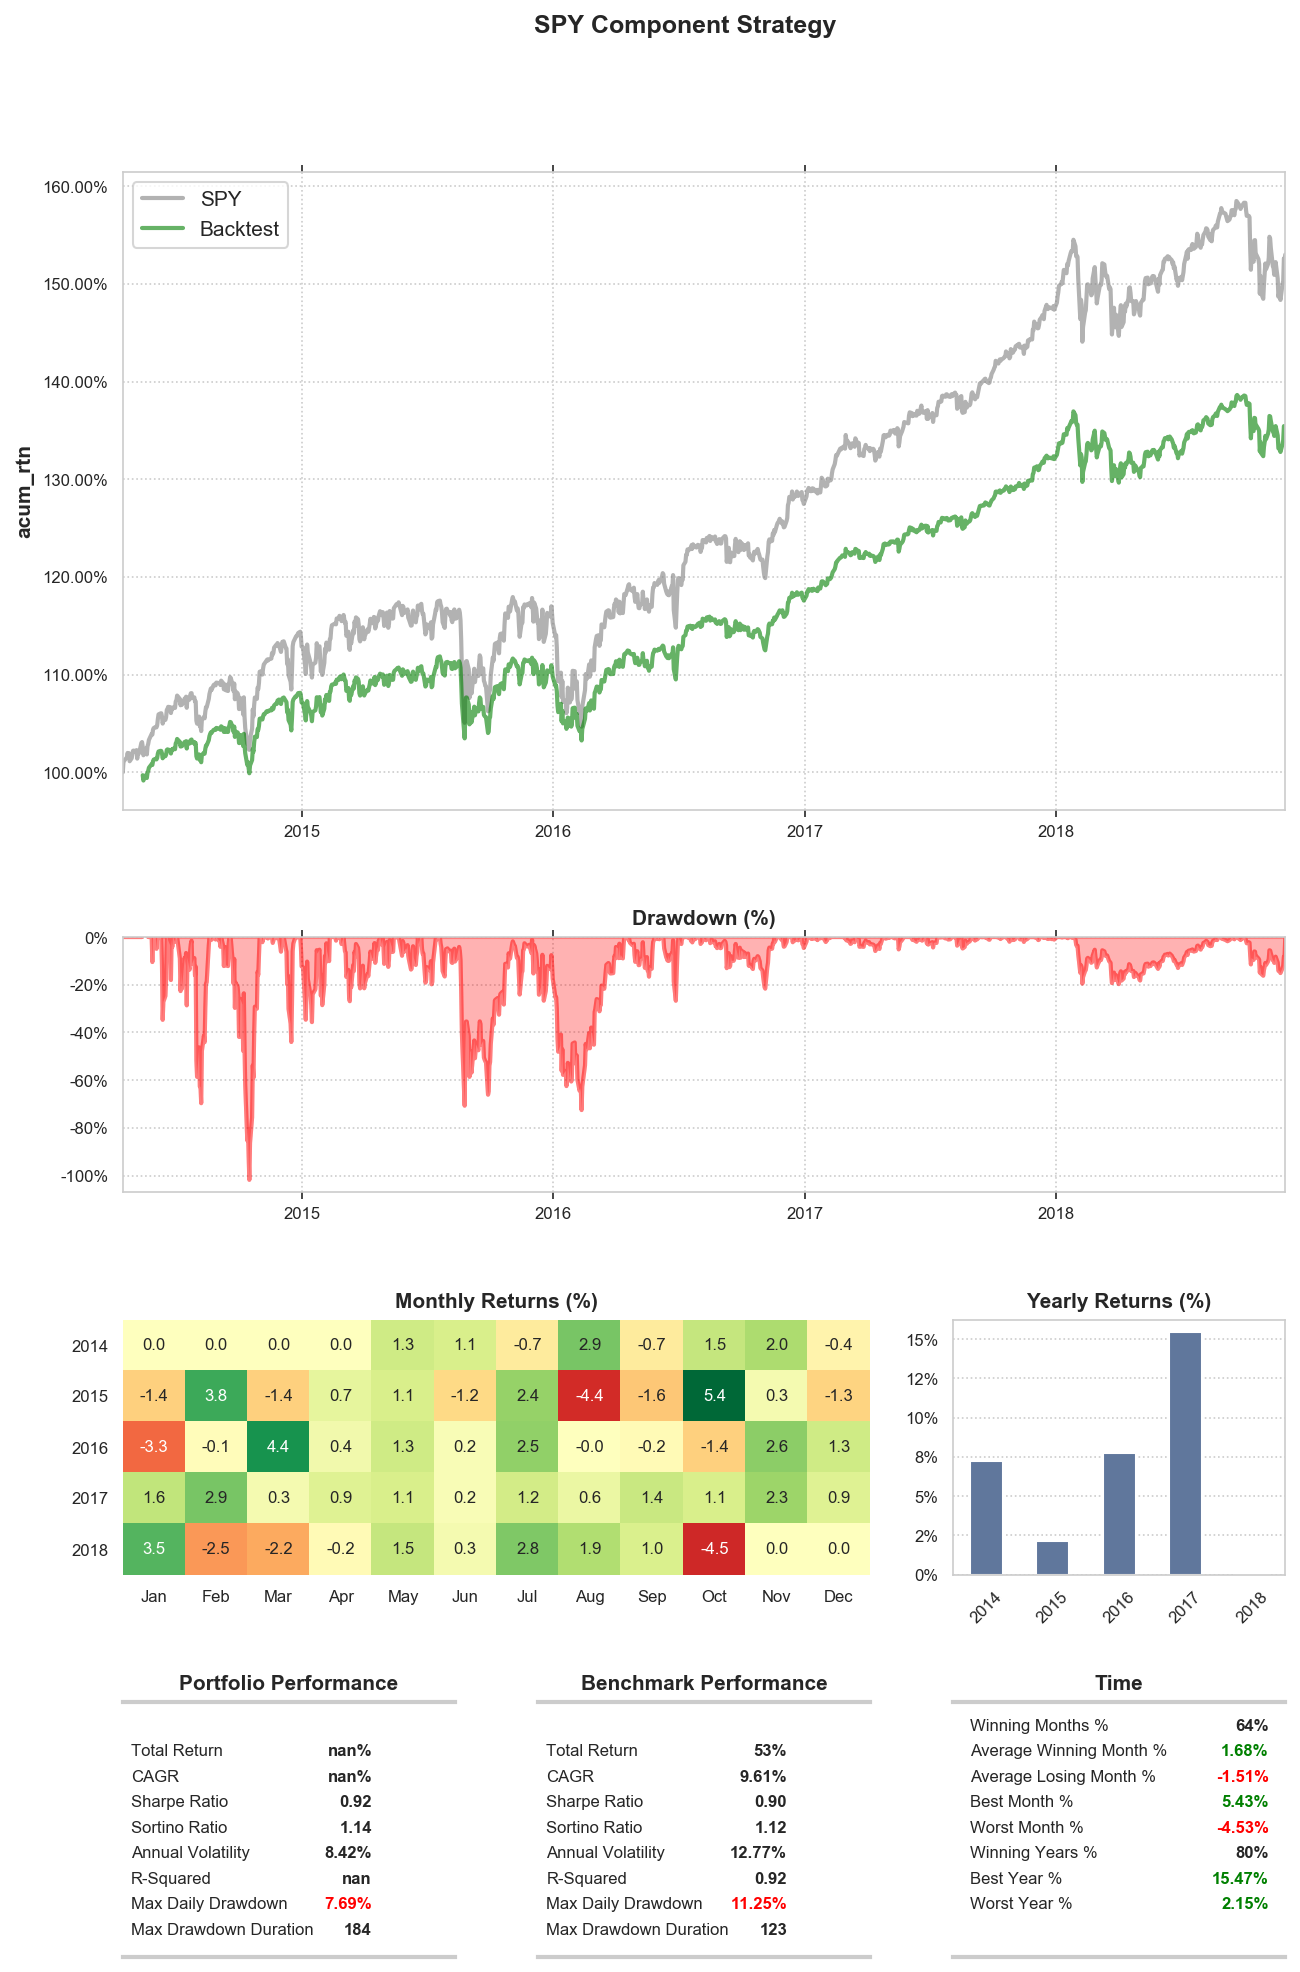 SPY Component Strategy
SPY
Backtest
acum_rtn
160.00%
150.00%
140.00%
130.00%
120.00%
110.00%
100.00%
2015 2016 2017 2018
Drawdown (%)
0%
-20%
-40%
-60%
-80%
-100%
2015 2016 2017 2018
Monthly Returns (%)
2014 0.0 0.0 0.0 0.0 1.3 1.1 -0.7 2.9 -0.7 1.5 2.0 -0.4
2015 -1.4 3.8 -1.4 0.7 1.1 -1.2 2.4 -4.4 -1.6 5.4 0.3 -1.3
2016 -3.3 -0.1 4.4 0.4 1.3 0.2 2.5 -0.0 -0.2 -1.4 2.6 1.3
2017 1.6 2.9 0.3 0.9 1.1 0.2 1.2 0.6 1.4 1.1 2.3 0.9
2018 3.5 -2.5 -2.2 -0.2 1.5 0.3 2.8 1.9 1.0 -4.5 0.0 0.0
Jan Feb Mar Apr May Jun Jul Aug Sep Oct Nov Dec
Yearly Returns (%)
15%
12%
10%
8%
5%
2%
0%
2014 2015 2016 2017 2018
Portfolio Performance
Total Return nan%
CAGR nan%
Sharpe Ratio 0.92
Sortino Ratio 1.14
Annual Volatility 8.42%
R-Squared nan
Max Daily Drawdown 7.69%
Max Drawdown Duration 184
Benchmark Performance
Total Return 53%
CAGR 9.61%
Sharpe Ratio 0.90
Sortino Ratio 1.12
Annual Volatility 12.77%
R-Squared 0.92
Max Daily Drawdown 11.25%
Max Drawdown Duration 123
Time
Winning Months % 64%
Average Winning Month % 1.68%
Average Losing Month % -1.51%
Best Month % 5.43%
Worst Month % -4.53%
Winning Years % 80%
Best Year % 15.47%
Worst Year % 2.15%